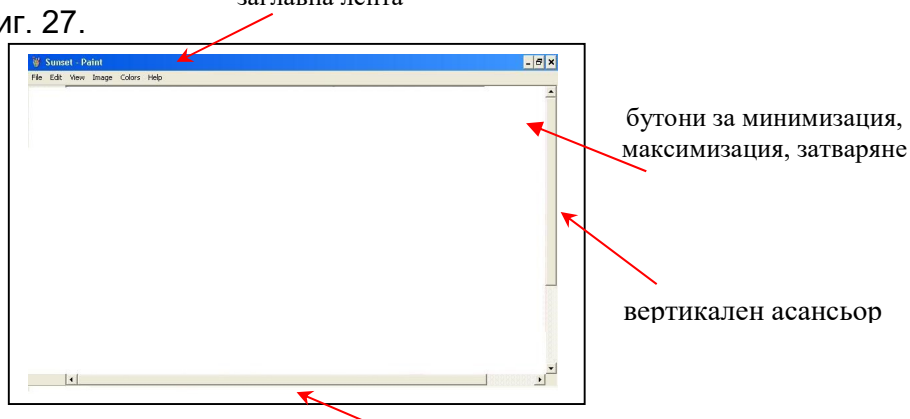 заглавна лента
иг. 27.
Sunset - Paint
File Edit View Image Colors Help
бутони за минимизация,
максимизация, затваряне
вертикален асансьор